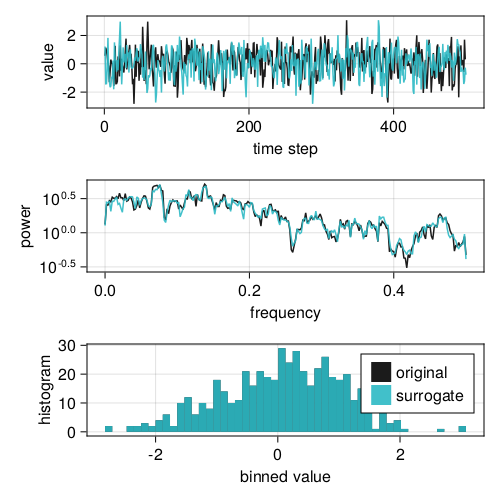 value
2
0
-2
0
200
400
time step
power
10^0.5
10^0.0
10^-0.5
0.0
0.2
0.4
frequency
histogram
30
20
10
0
original
surrogate
-2
0
2
binned value